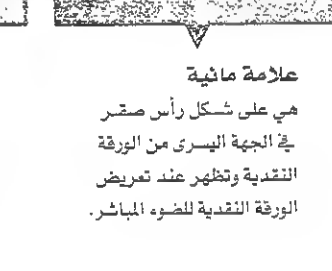 علامة مائية
هي على شكل رأس صقر
في الجهة اليسرى من الورقة
النقدية وتظهر عند تعريض
الورقة النقدية للضوء المباشر.